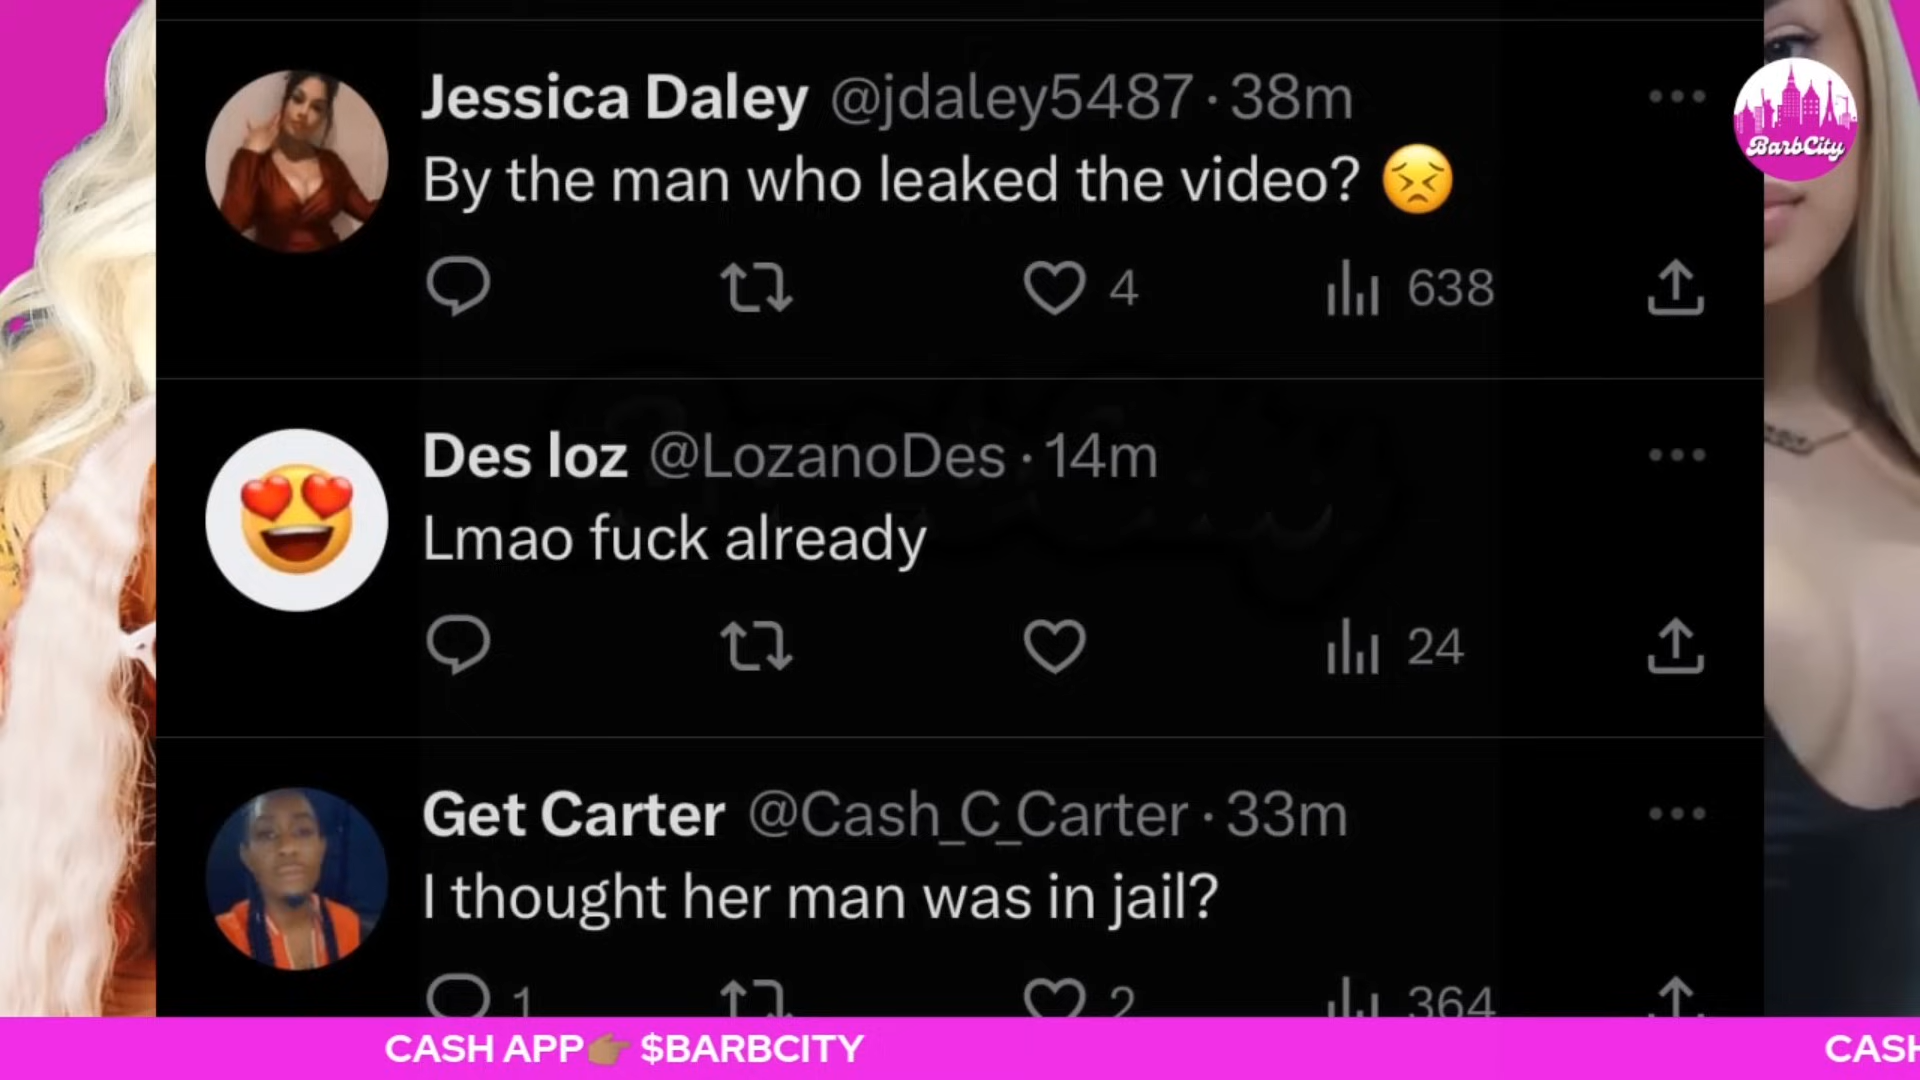 Jessica Daley @jdaley5487 · 38m
By the man who leaked the video? 😣
4 638
BarbCity
Des loz @LozanoDes · 14m
Lmao fuck already
24
Get Carter @Cash_C_Carter · 33m
I thought her man was in jail?
1 2 364
CASH APP👉🏽 $BARBCITY CASH